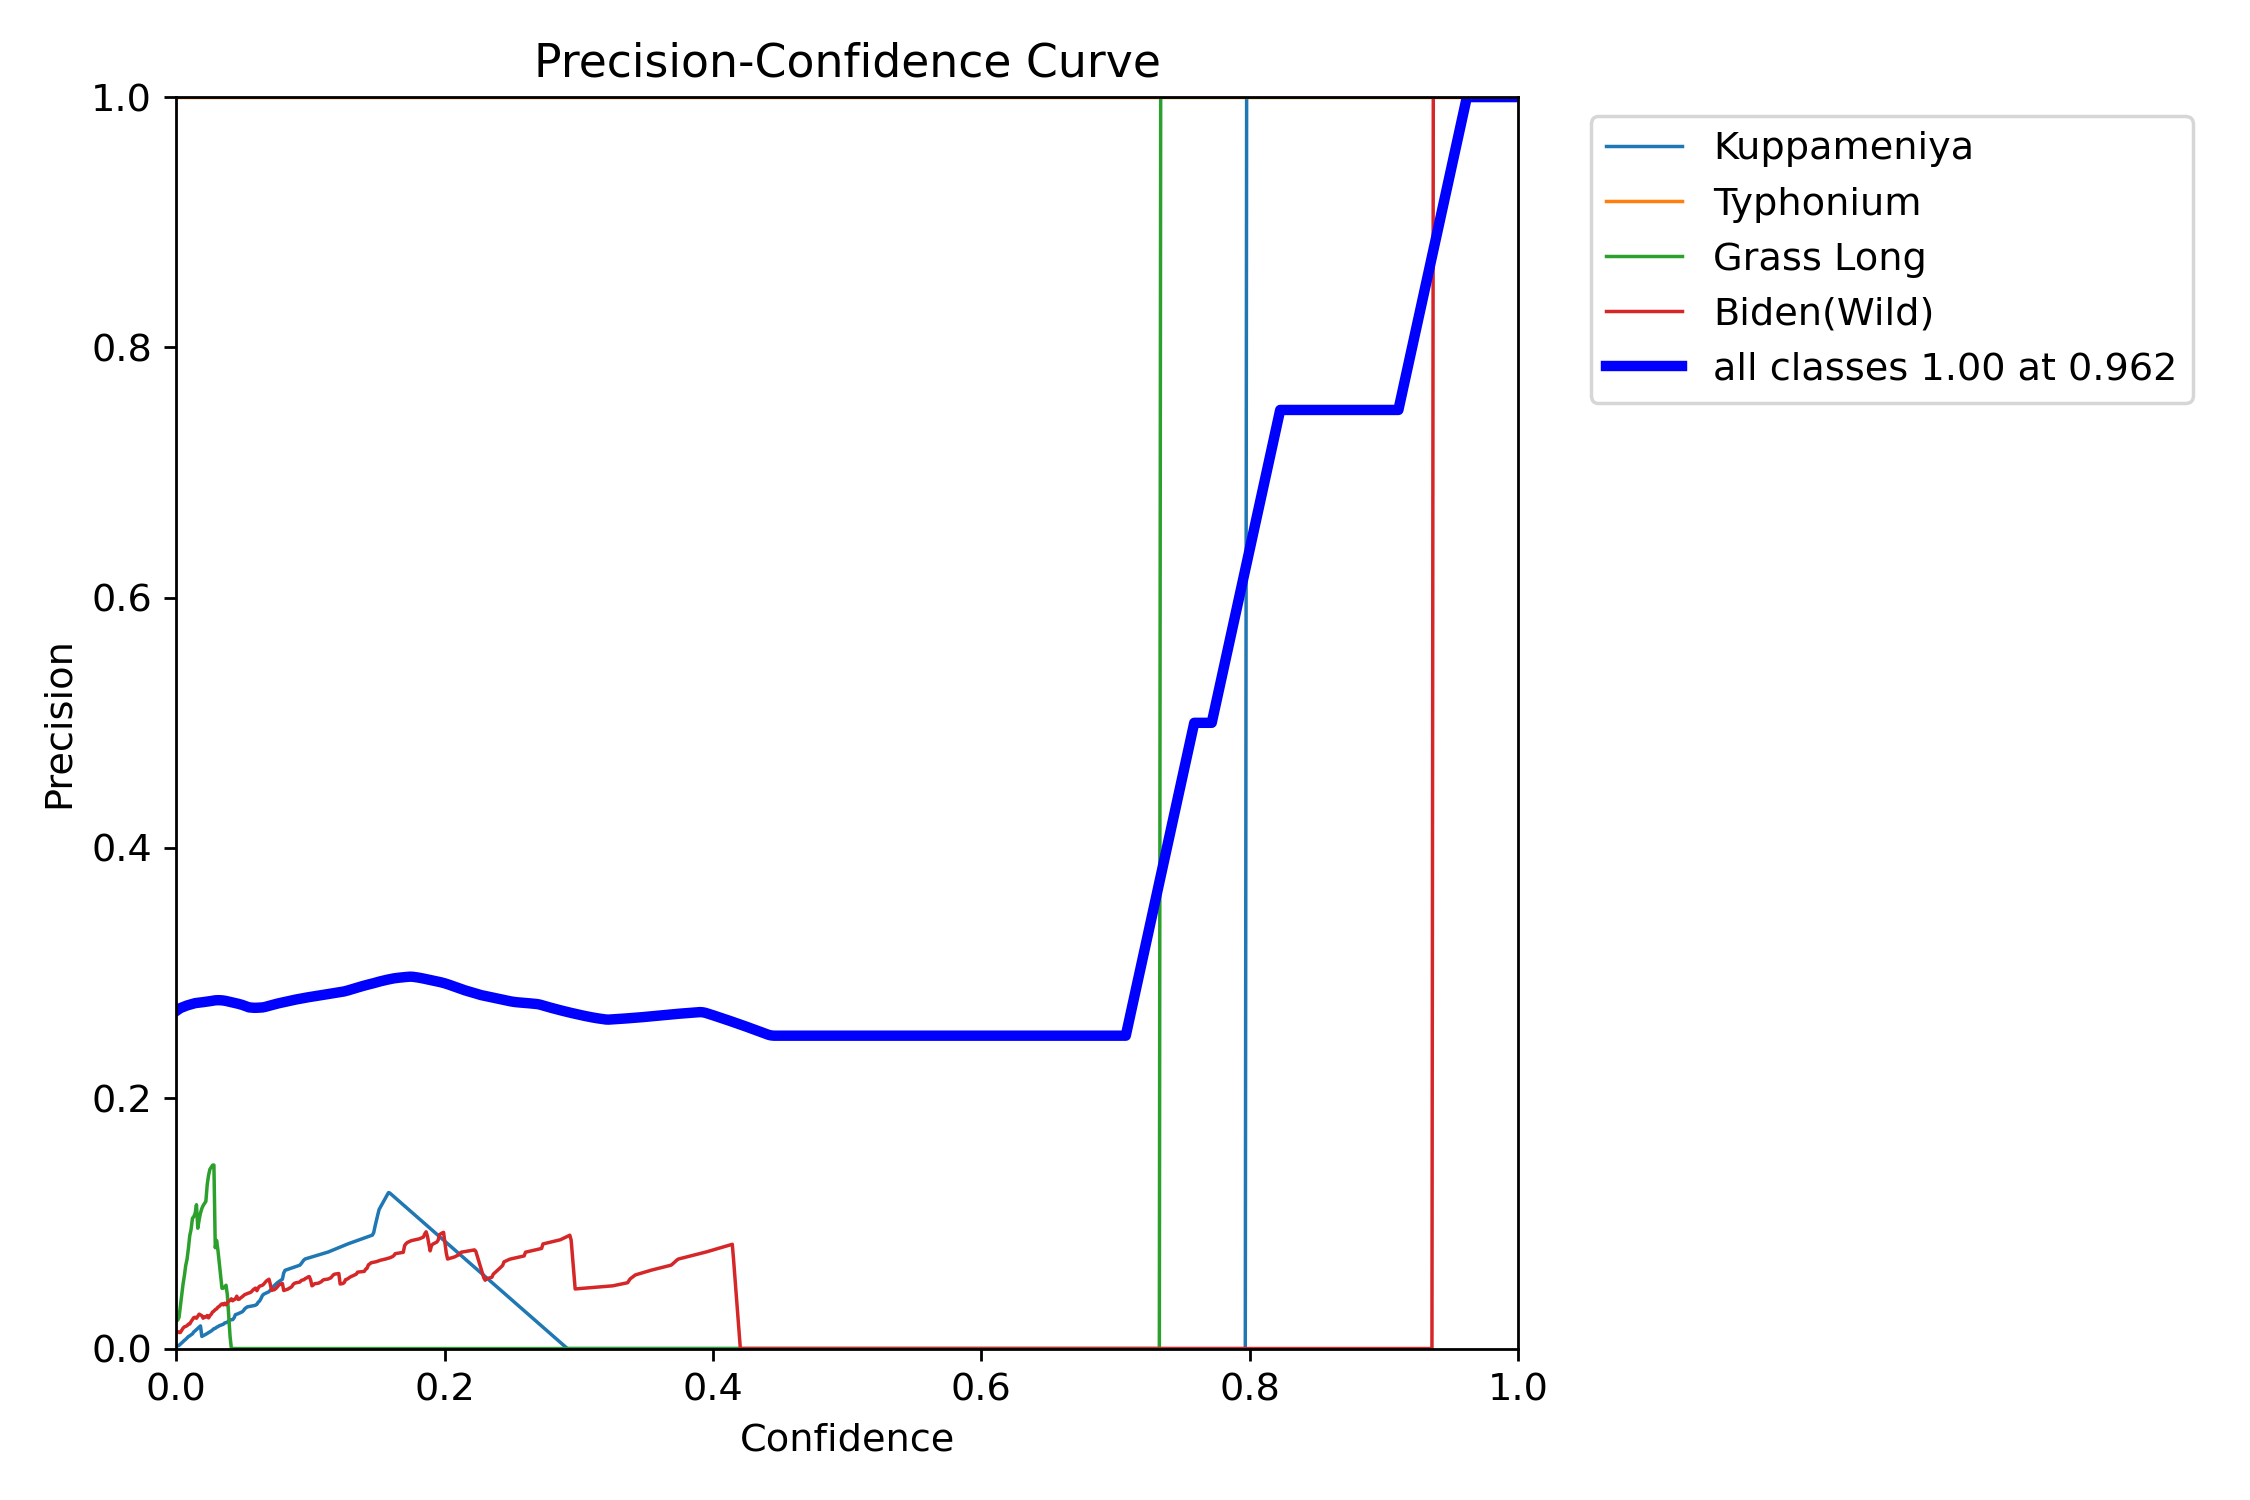 Precision-Confidence Curve
1.0
0.8
0.6
0.4
0.2
0.0
Precision
0.0 0.2 0.4 0.6 0.8 1.0
Confidence
Kuppameniya
Typhonium
Grass Long
Biden(Wild)
all classes 1.00 at 0.962